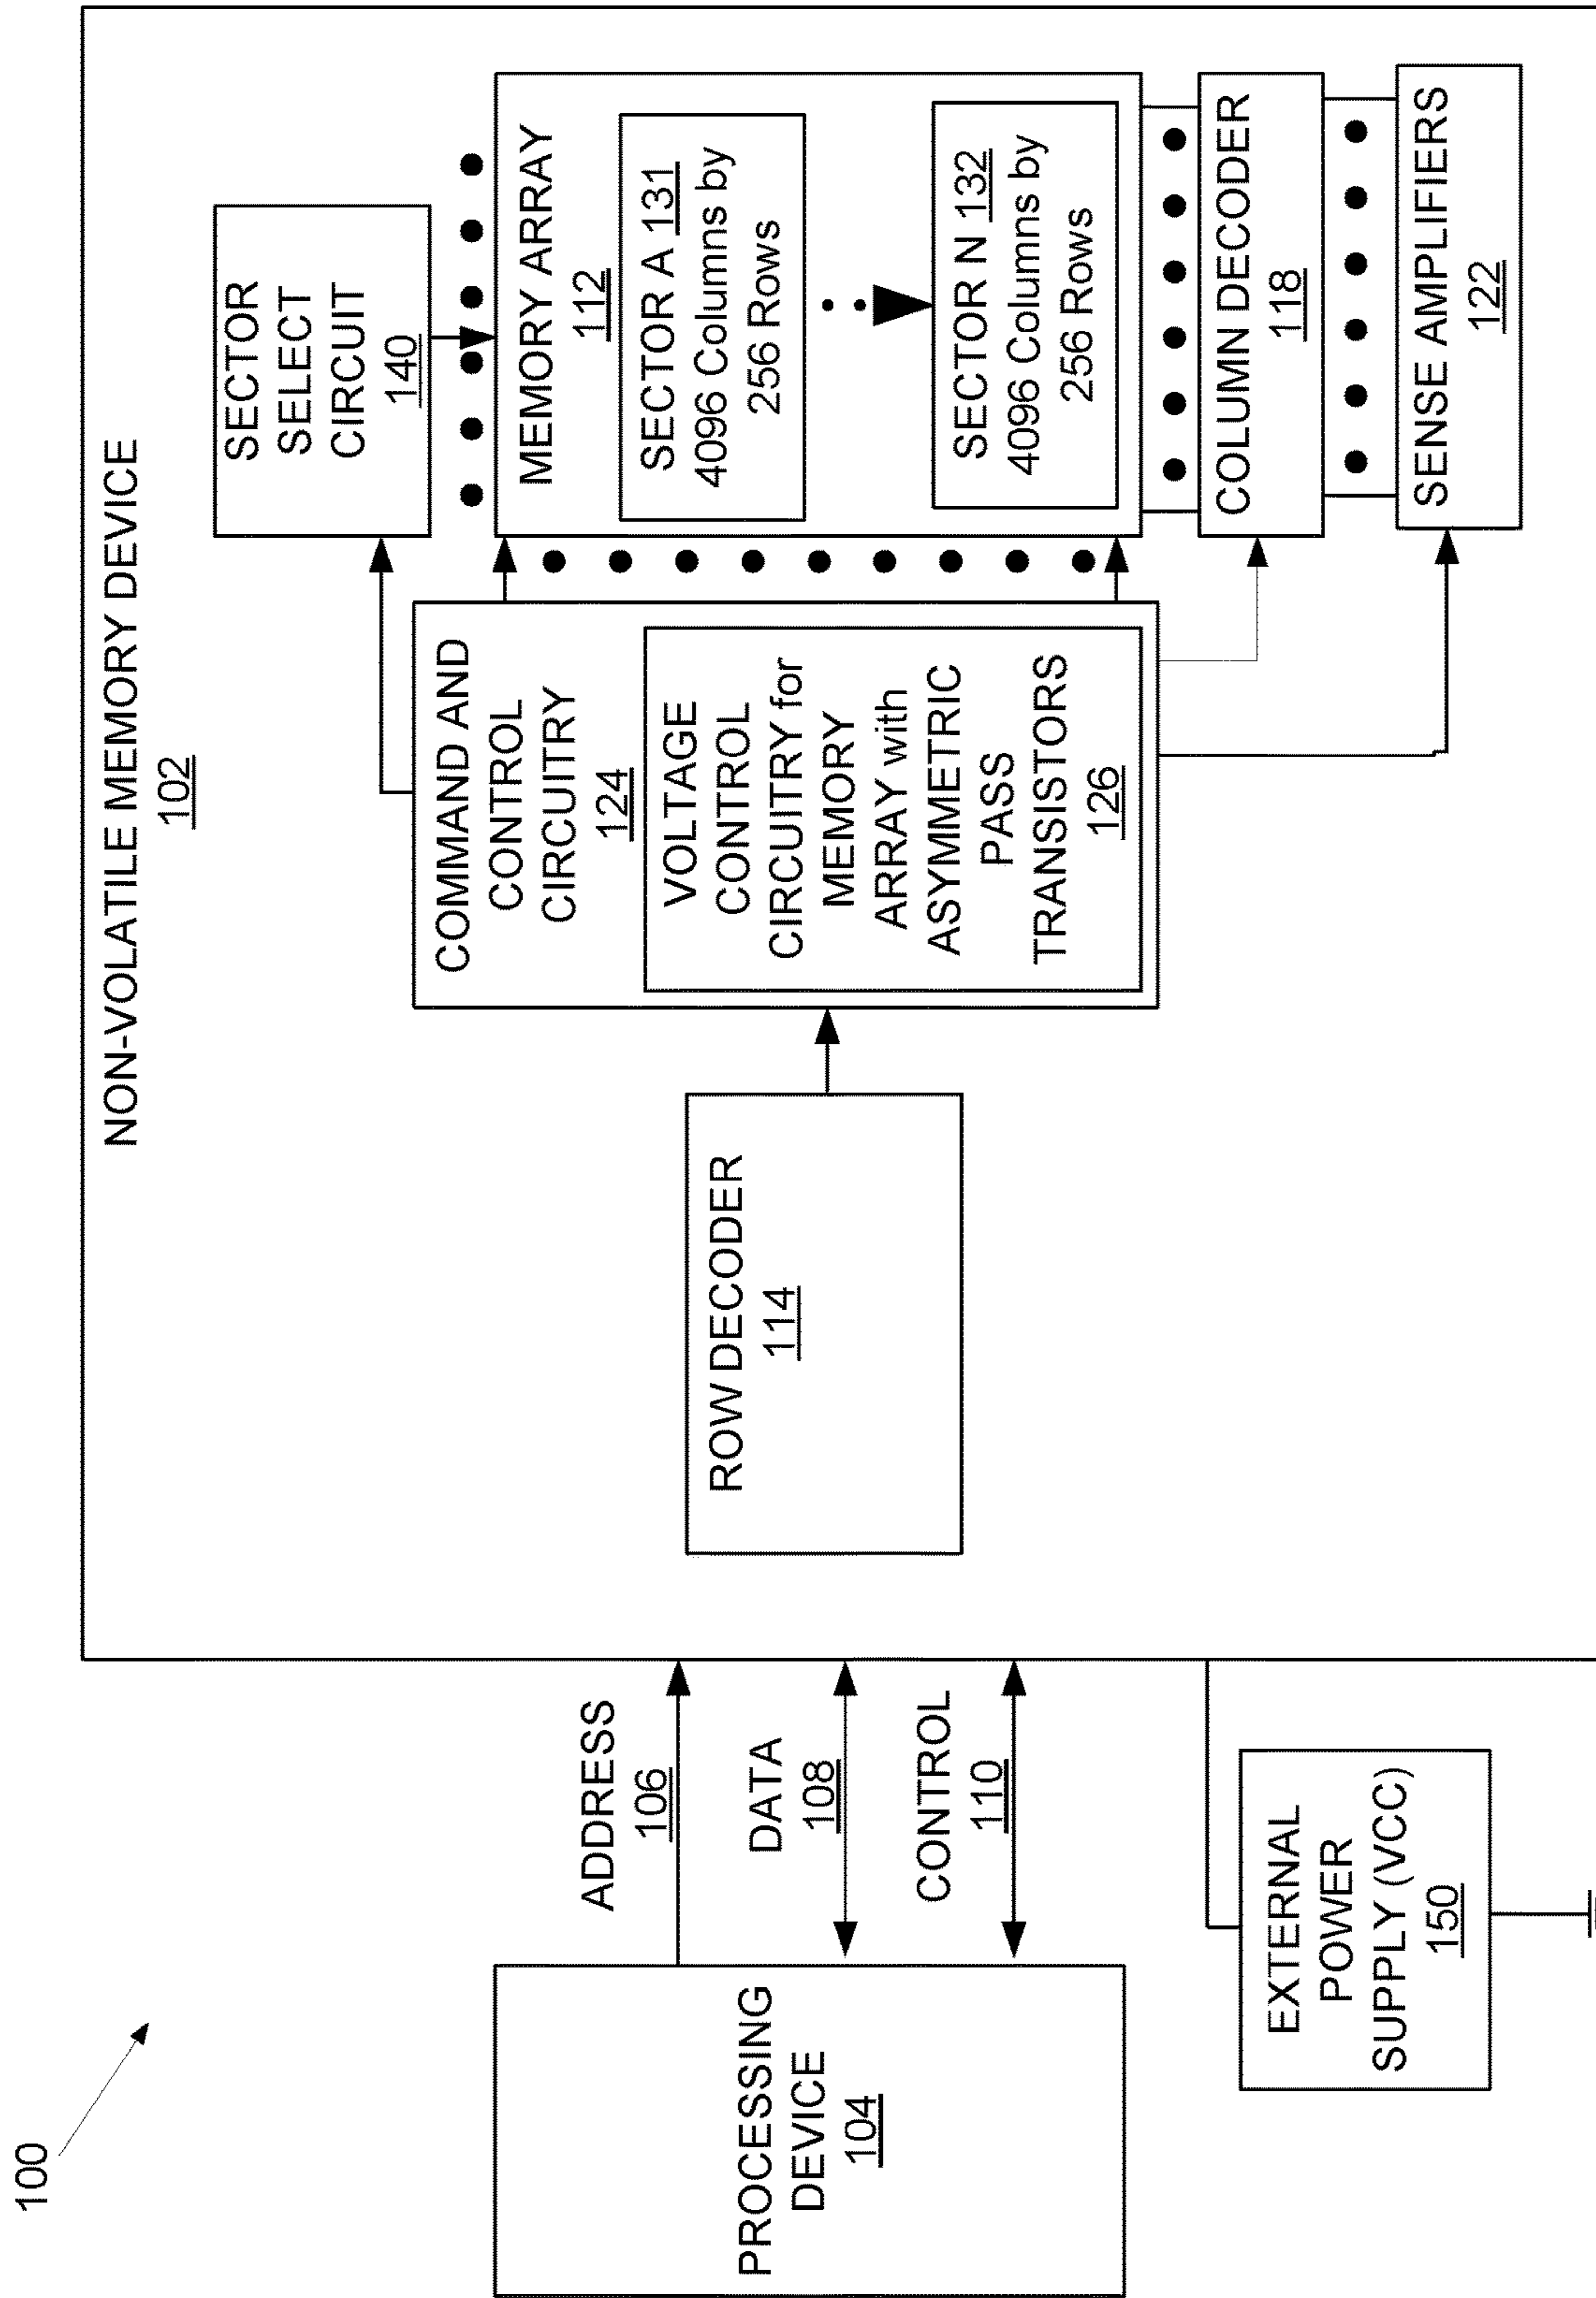 100
NON-VOLATILE MEMORY DEVICE
102
PROCESSING
DEVICE
104
ADDRESS
106
DATA
108
CONTROL
110
EXTERNAL
POWER
SUPPLY (VCC)
150
ROW DECODER
114
COMMAND AND
CONTROL
CIRCUITRY
124
VOLTAGE
CONTROL
CIRCUITRY for
MEMORY
ARRAY with
ASYMMETRIC
PASS
TRANSISTORS
126
SECTOR
SELECT
CIRCUIT
140
MEMORY ARRAY
112
SECTOR A 131
4096 Columns by
256 Rows
SECTOR N 132
4096 Columns by
256 Rows
COLUMN DECODER
118
SENSE AMPLIFIERS
122